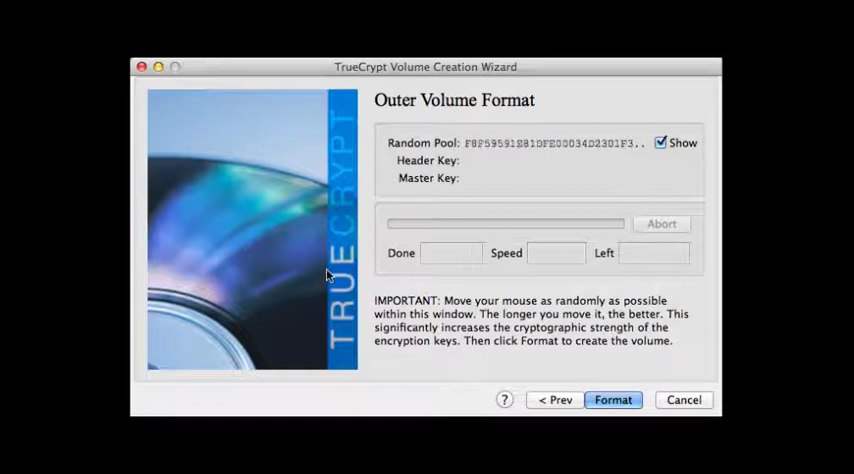 TrueCrypt Volume Creation Wizard
TRUECRYPT
Outer Volume Format
Random Pool: F8F59591EB1DFE00034D2301F3.. Show
Header Key:
Master Key:
Abort
Done Speed Left
IMPORTANT: Move your mouse as randomly as possible
within this window. The longer you move it, the better. This
significantly increases the cryptographic strength of the
encryption keys. Then click Format to create the volume.
? < Prev Format Cancel